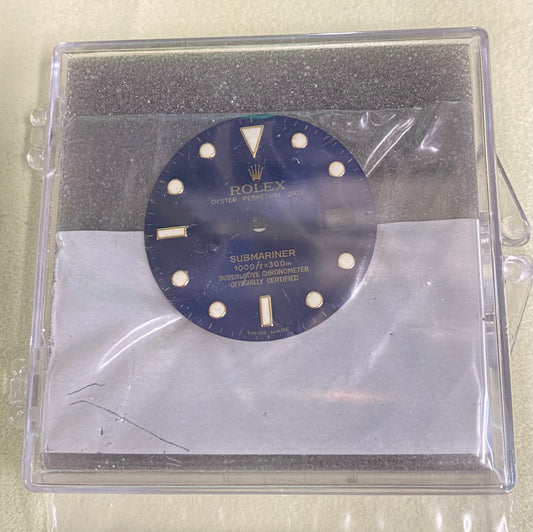 ROLEX
OYSTER PERPETUAL DATE
SUBMARINER
1000ft=300m
SUPERLATIVE CHRONOMETER
OFFICIALLY CERTIFIED
SWISS MADE